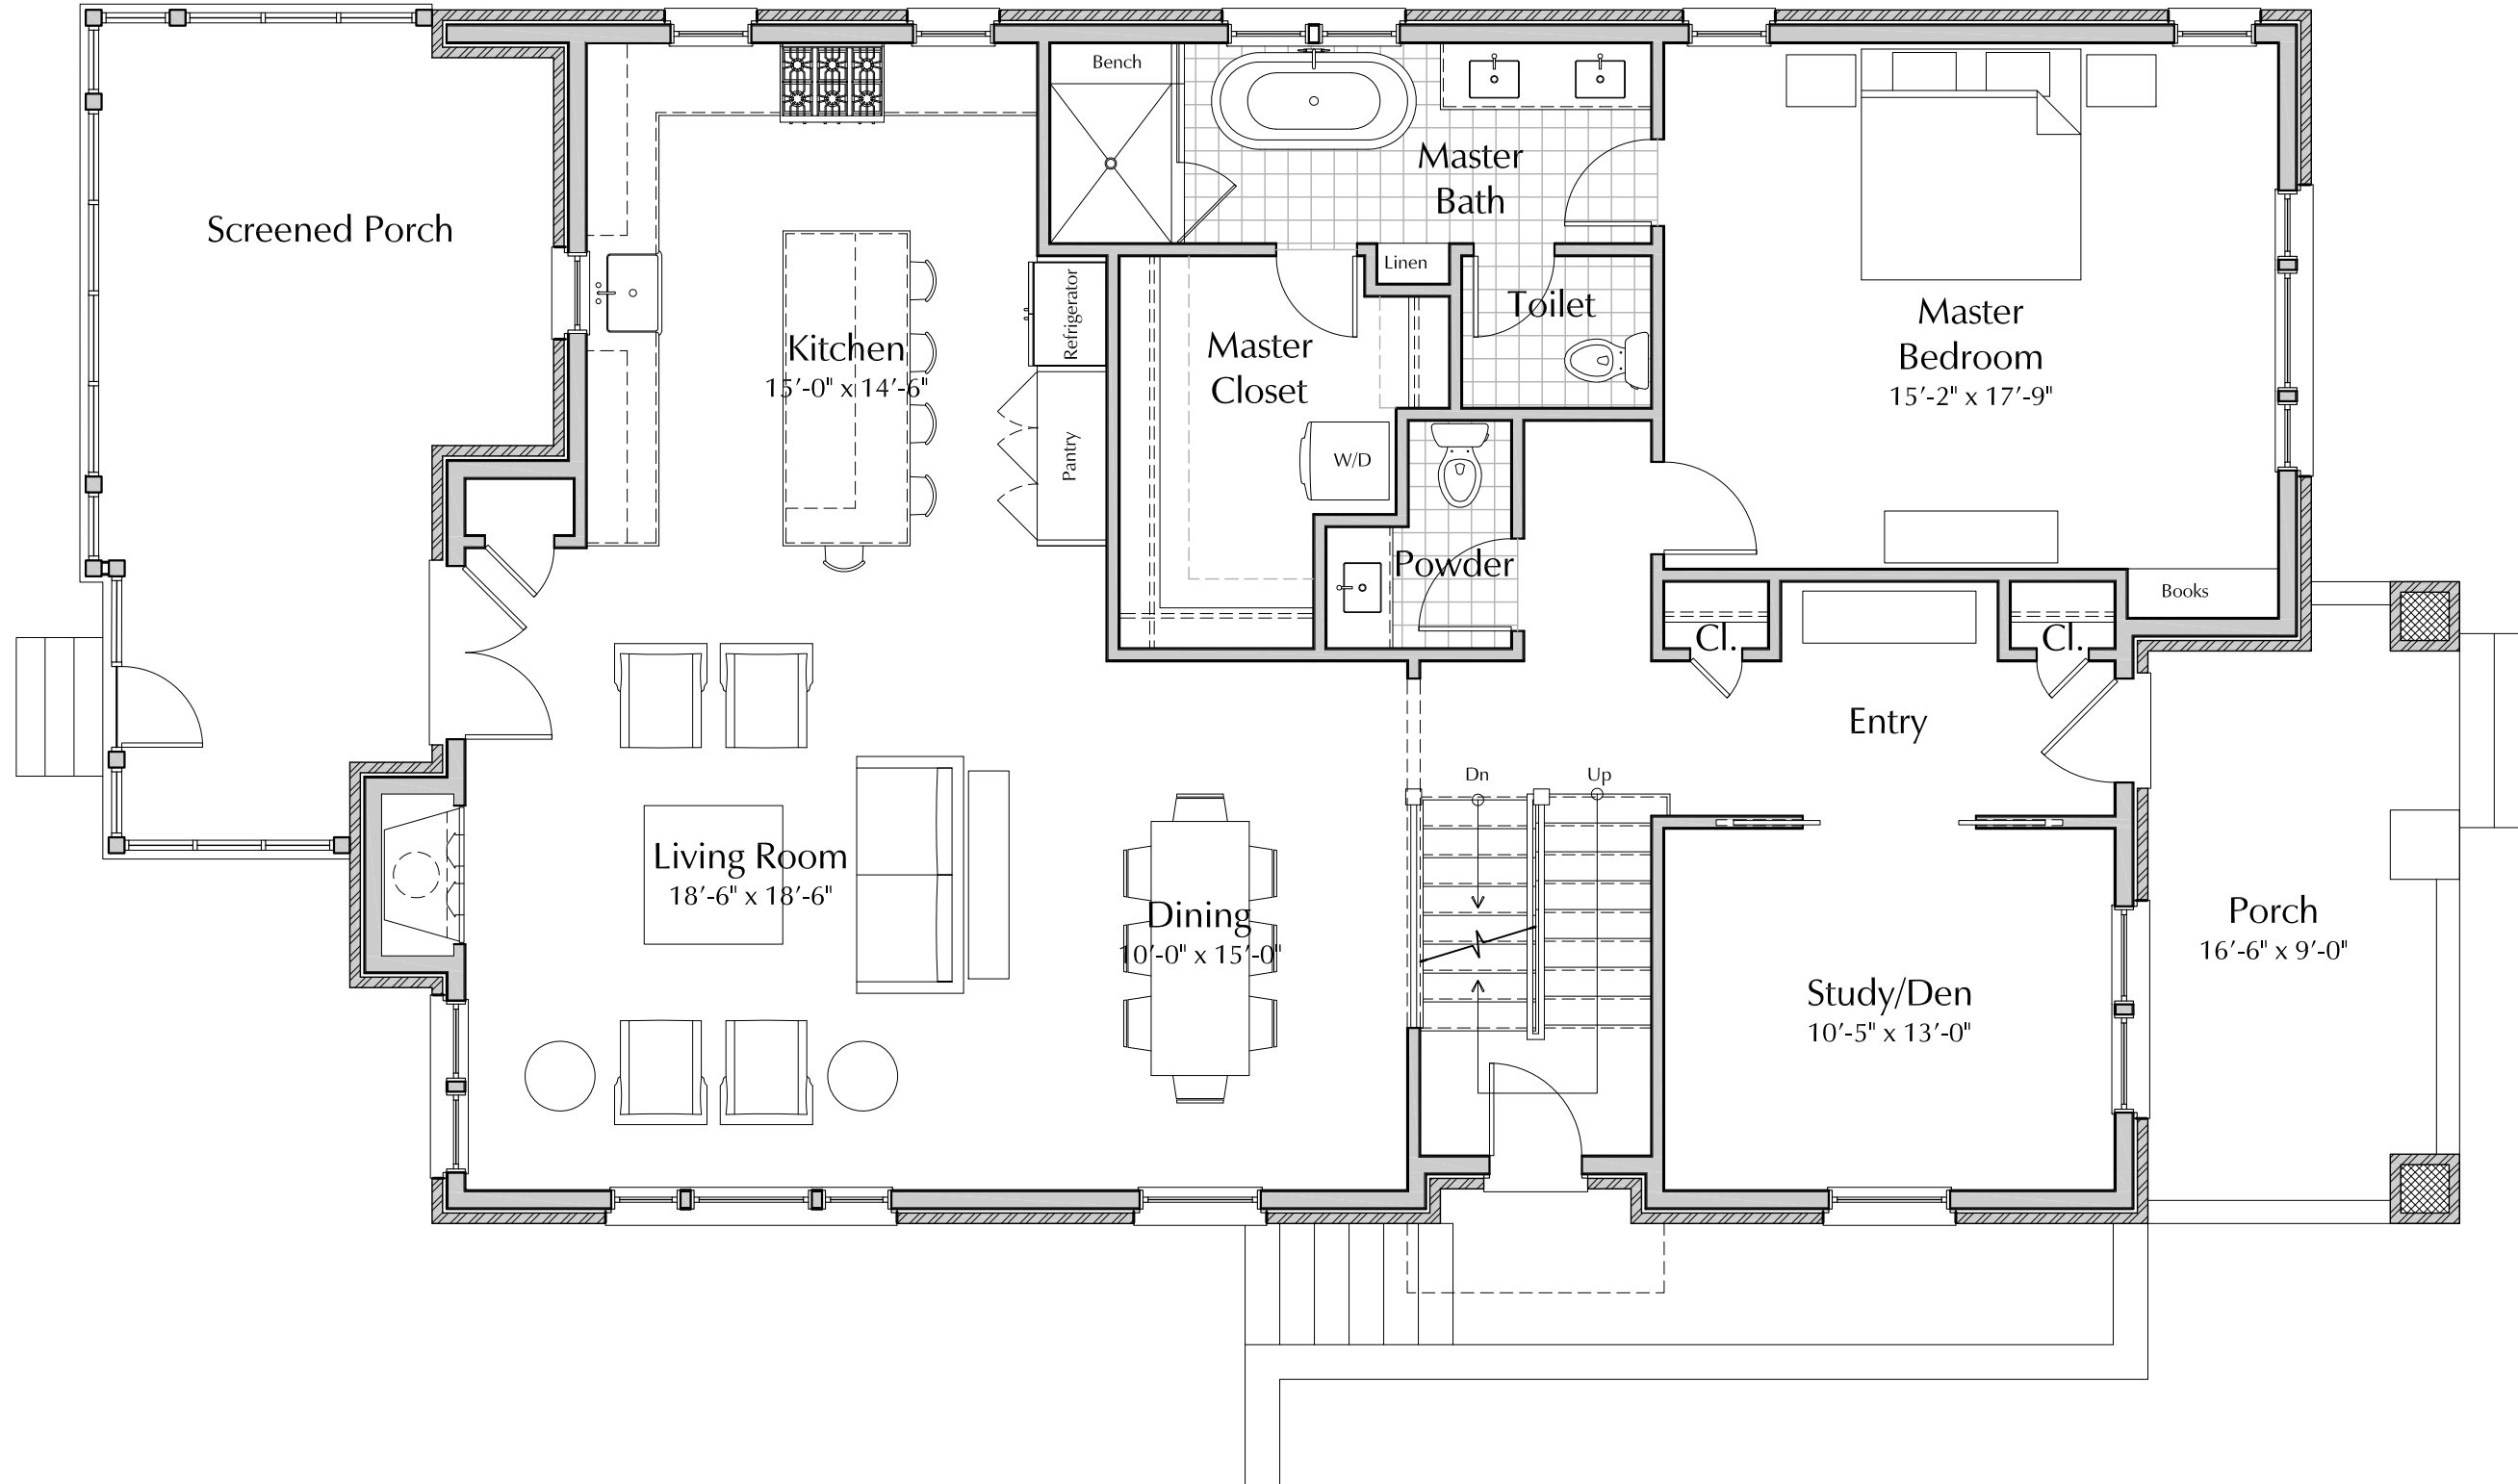 Bench
Master
Bath
Screened Porch
Linen
Refrigerator
Toilet
Kitchen
15'-0" x 14'-6"
Master
Closet
Master
Bedroom
15'-2" x 17'-9"
Pantry
W/D
Powder
Books
Cl.
Cl.
Entry
Dn
Up
Living Room
18'-6" x 18'-6"
Dining
10'-0" x 15'-0"
Porch
16'-6" x 9'-0"
Study/Den
10'-5" x 13'-0"